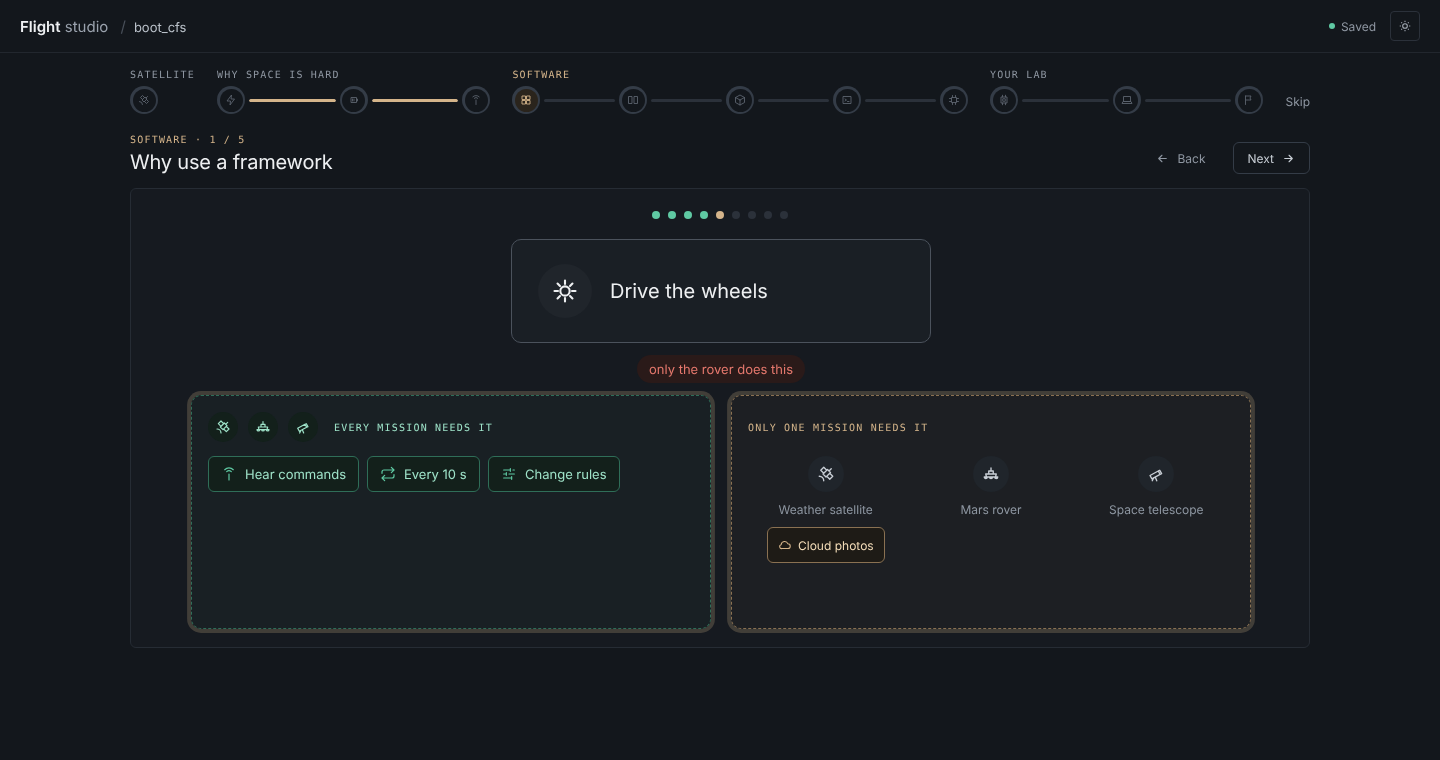 Flight studio / boot_cfs
Saved
SATELLITE
WHY SPACE IS HARD
SOFTWARE
YOUR LAB
Skip
SOFTWARE · 1 / 5
Why use a framework
Back
Next
Drive the wheels
only the rover does this
EVERY MISSION NEEDS IT
Hear commands
Every 10 s
Change rules
ONLY ONE MISSION NEEDS IT
Weather satellite
Mars rover
Space telescope
Cloud photos